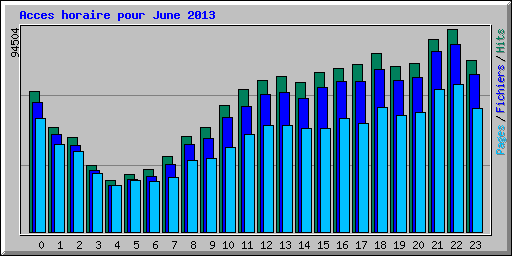 Acces horaire pour June 2013
94504
Pages / Fichiers / Hits
0 1 2 3 4 5 6 7 8 9 10 11 12 13 14 15 16 17 18 19 20 21 22 23